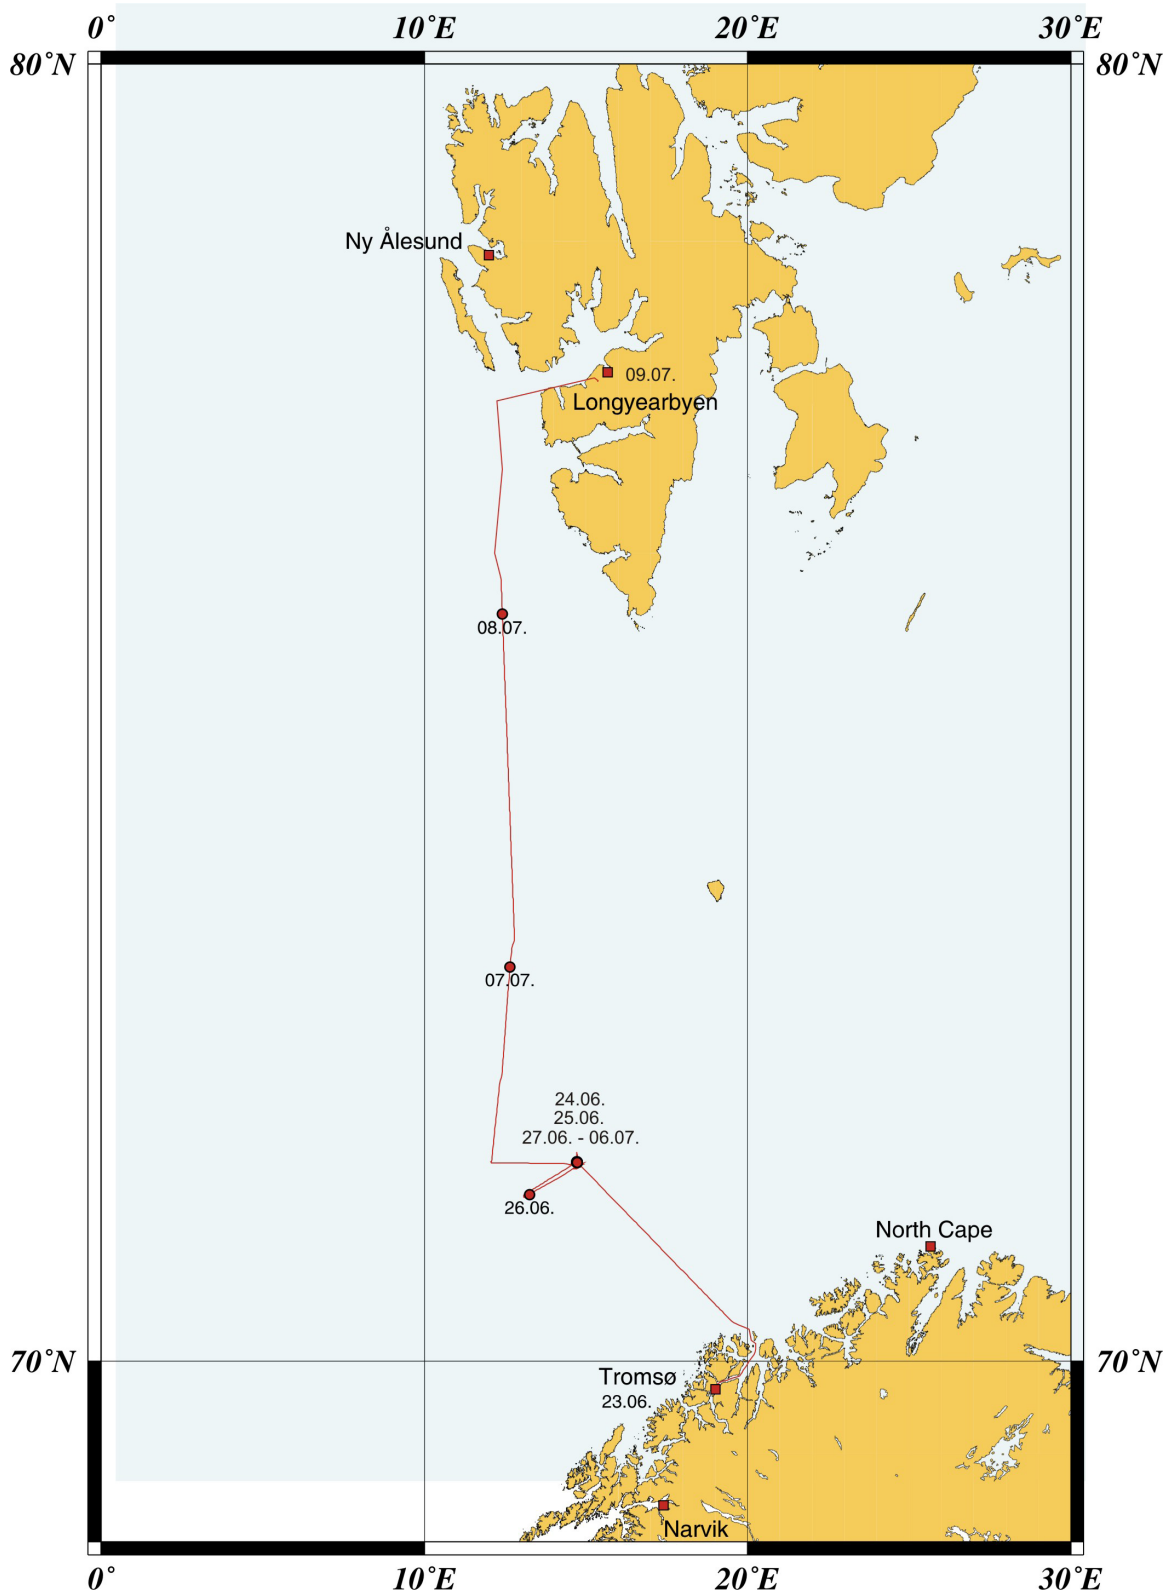 0° 10°E 20°E 30°E
80°N 80°N
Ny Ålesund
09.07.
Longyearbyen
08.07.
07.07.
24.06.
25.06.
27.06. - 06.07.
26.06.
North Cape
70°N 70°N
Tromsø
23.06.
Narvik
0° 10°E 20°E 30°E